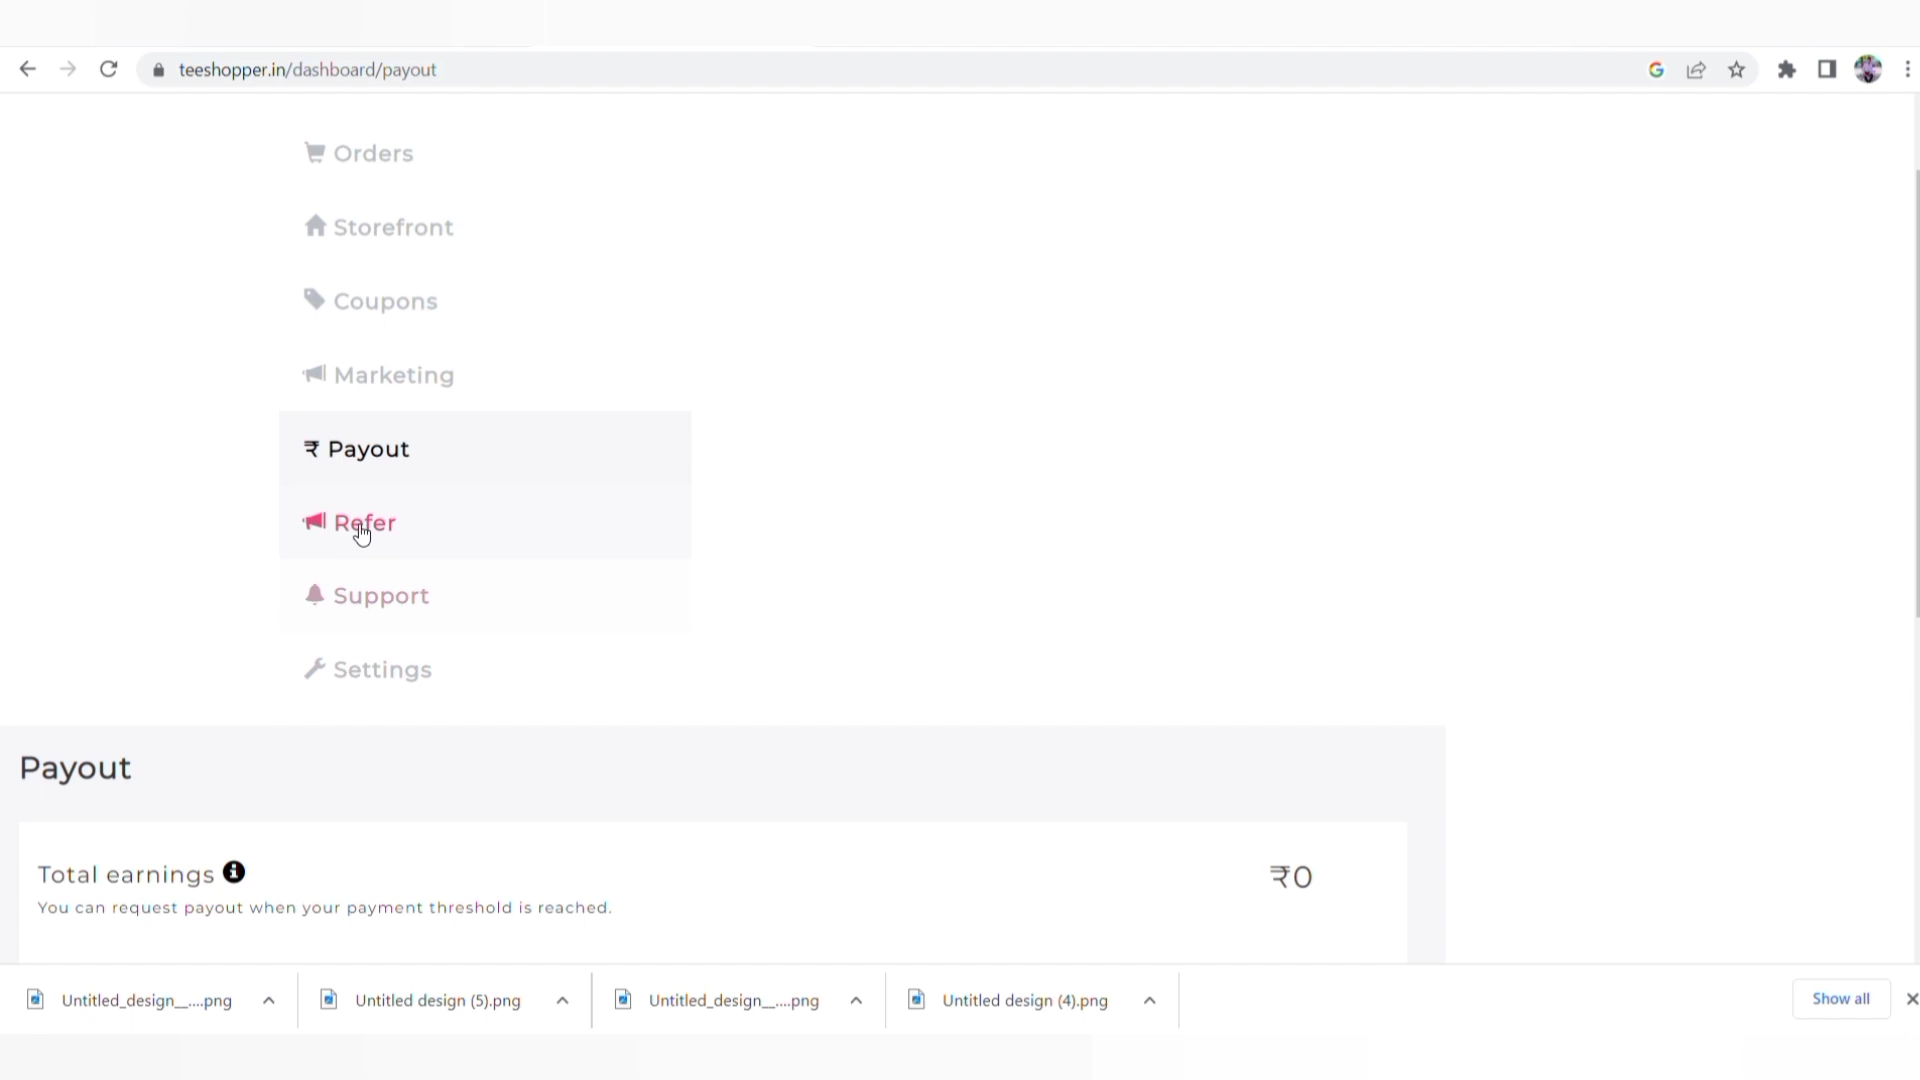 teeshopper.in/dashboard/payout
Orders
Storefront
Coupons
Marketing
₹ Payout
Refer
Support
Settings
Payout
Total earnings
₹0
You can request payout when your payment threshold is reached.
Untitled_design__....png
Untitled design (5).png
Untitled_design__....png
Untitled design (4).png
Show all